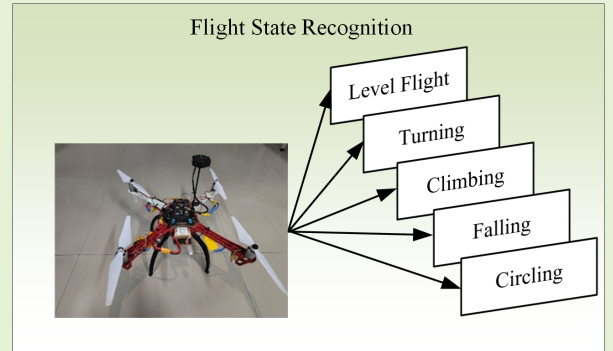 Flight State Recognition
Level Flight
Turning
Climbing
Falling
Circling